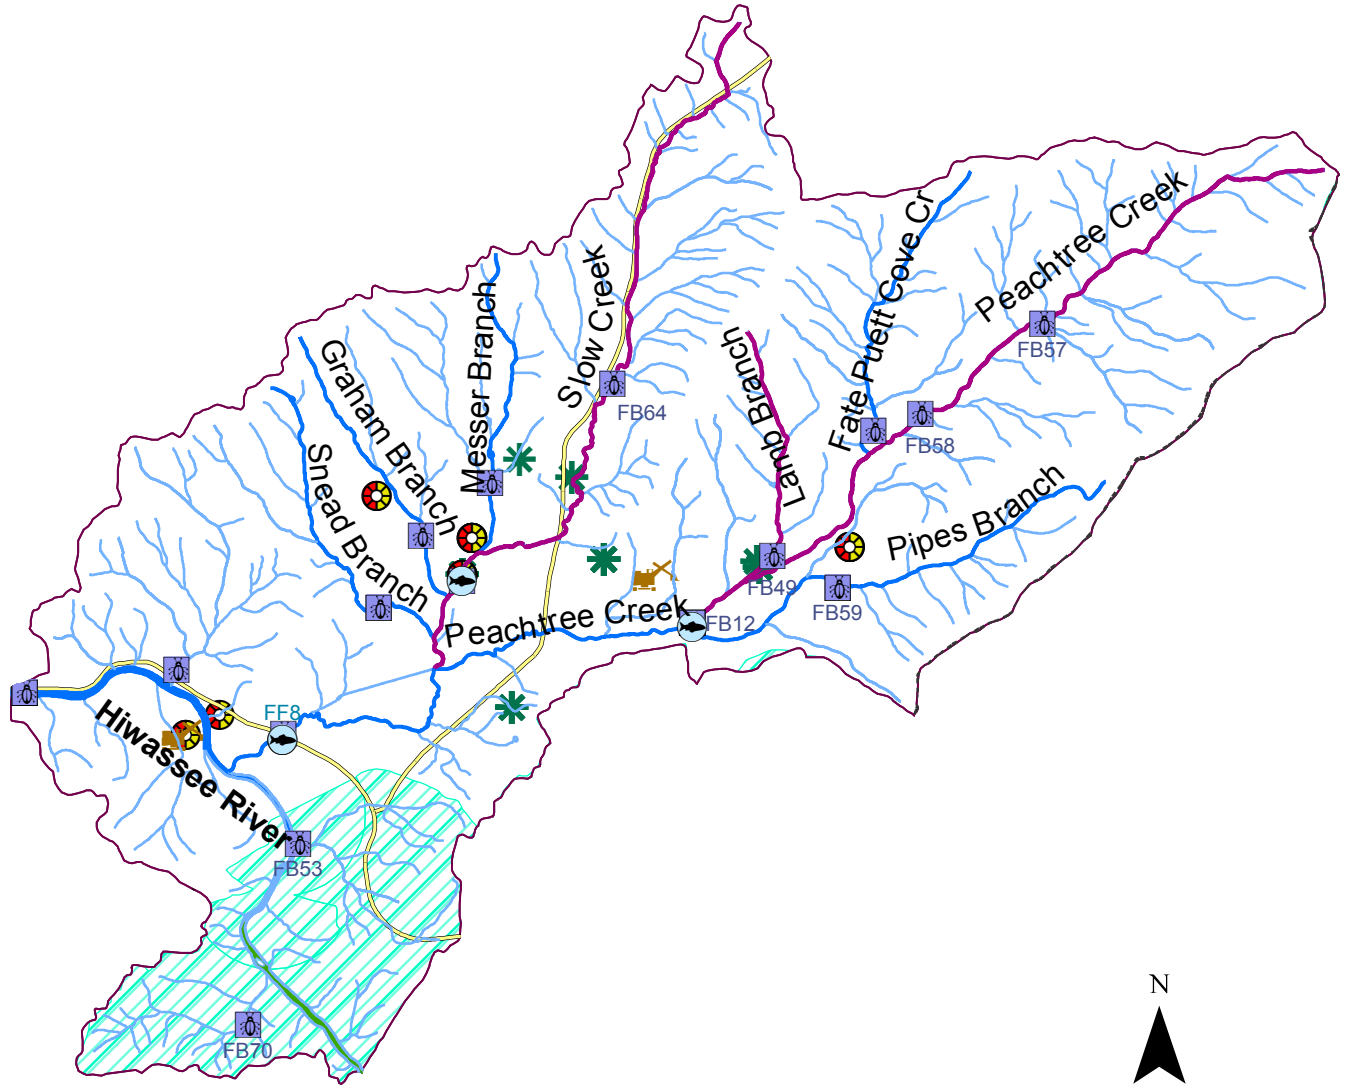 Fate Puett Cove Cr
Peachtree Creek
Slow Creek
Messer Branch
Graham Branch
Lamb Branch
FB57
FB64
FB58
Snead Branch
Pipes Branch
FB49
FB59
Peachtree Creek
FB12
FF8
Hiwassee River
FB53
N
FB70